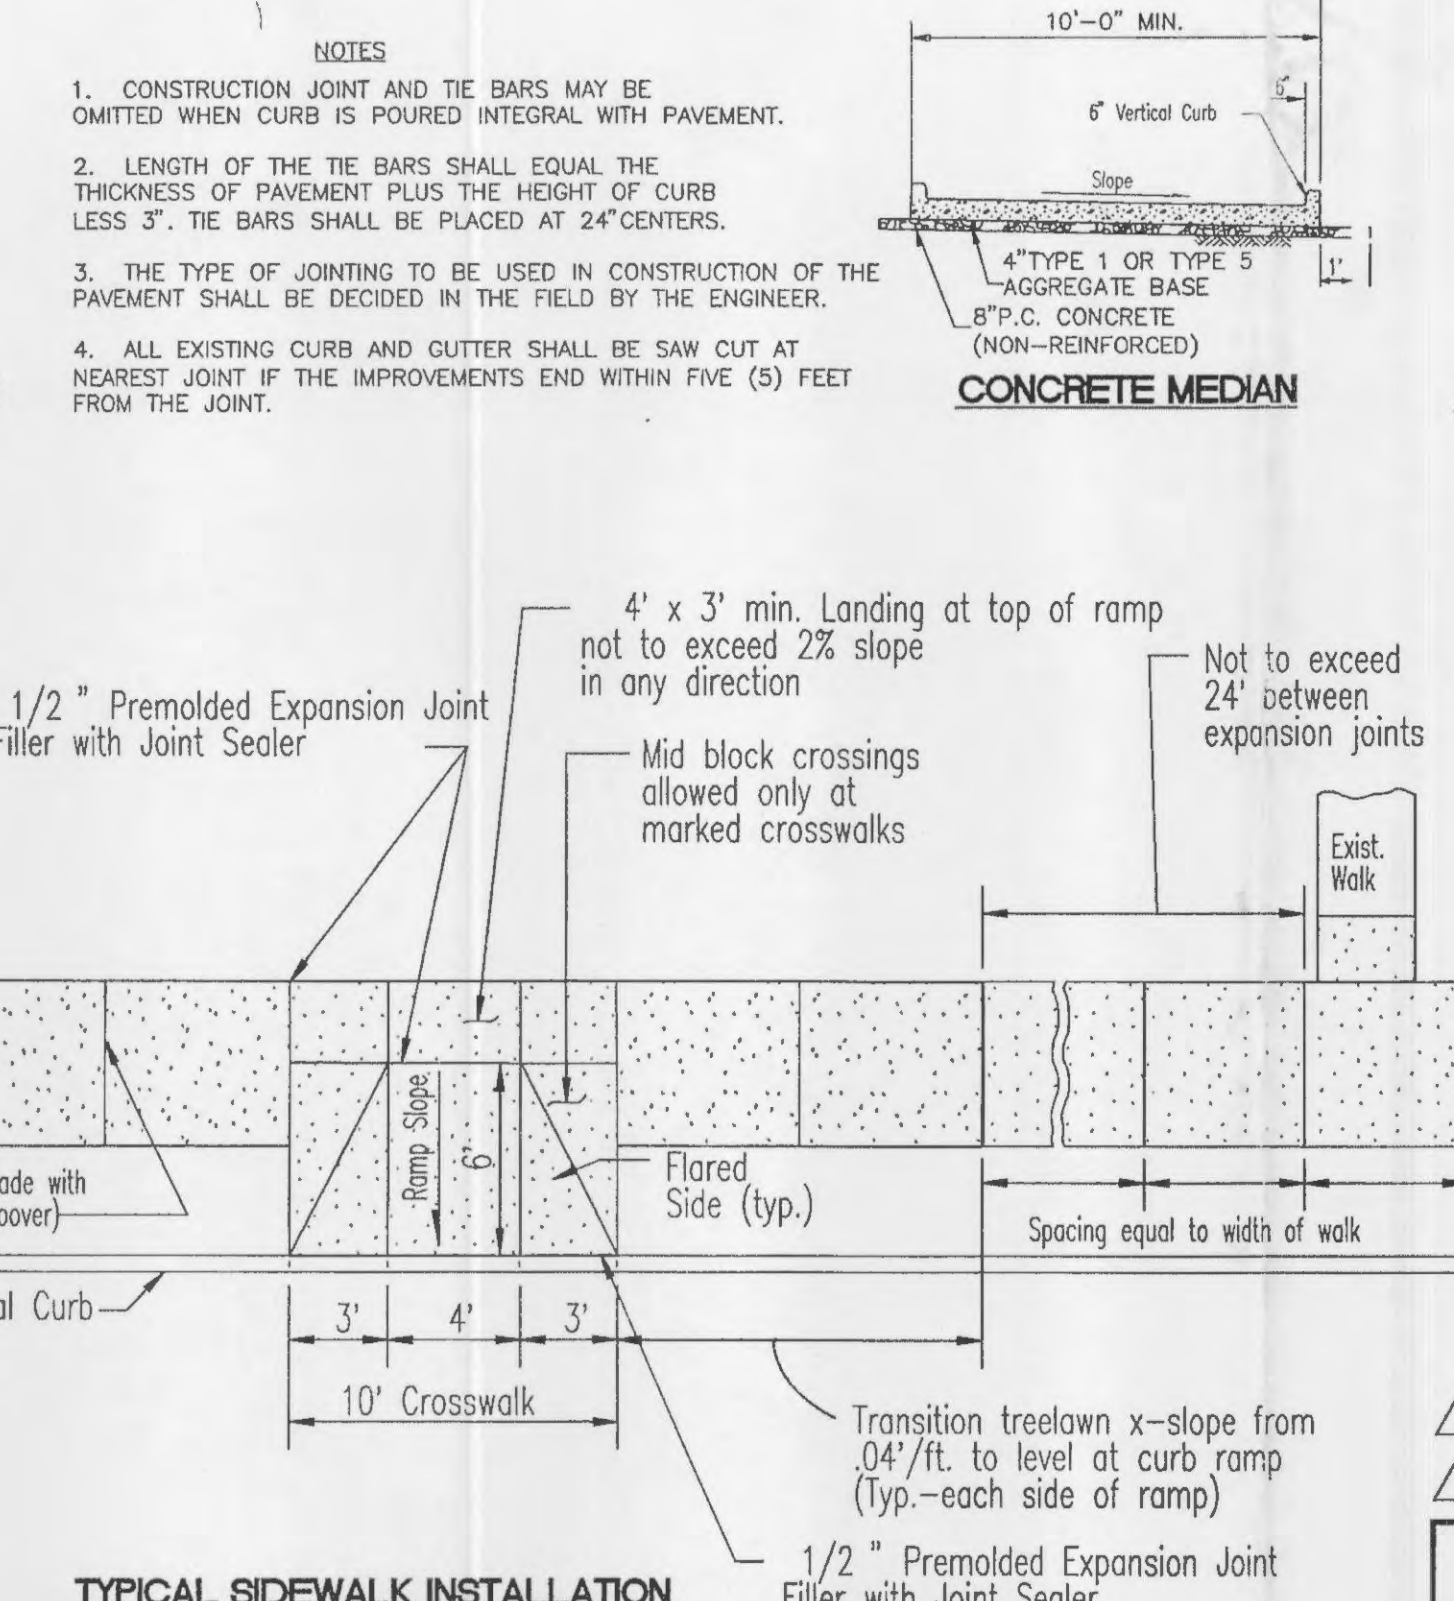 NOTES
1. CONSTRUCTION JOINT AND TIE BARS MAY BE
OMITTED WHEN CURB IS POURED INTEGRAL WITH PAVEMENT.
2. LENGTH OF THE TIE BARS SHALL EQUAL THE
THICKNESS OF PAVEMENT PLUS THE HEIGHT OF CURB
LESS 3". TIE BARS SHALL BE PLACED AT 24"CENTERS.
3. THE TYPE OF JOINTING TO BE USED IN CONSTRUCTION OF THE
PAVEMENT SHALL BE DECIDED IN THE FIELD BY THE ENGINEER.
4. ALL EXISTING CURB AND GUTTER SHALL BE SAW CUT AT
NEAREST JOINT IF THE IMPROVEMENTS END WITHIN FIVE (5) FEET
FROM THE JOINT.
10'-0" MIN.
6"
6" Vertical Curb
Slope
1'
4"TYPE 1 OR TYPE 5
AGGREGATE BASE
8"P.C. CONCRETE
(NON-REINFORCED)
CONCRETE MEDIAN
4' x 3' min. Landing at top of ramp
not to exceed 2% slope
in any direction
Not to exceed
24' between
expansion joints
1/2 " Premolded Expansion Joint
Filler with Joint Sealer
Mid block crossings
allowed only at
marked crosswalks
Exist.
Walk
Ramp Slope
6'
Flared
Side (typ.)
ade with
oover)
Spacing equal to width of walk
al Curb
3'
4'
3'
10' Crosswalk
Transition treelawn x-slope from
.04'/ft. to level at curb ramp
(Typ.-each side of ramp)
1/2 " Premolded Expansion Joint
Filler with Joint Sealer
TYPICAL SIDEWALK INSTALLATION